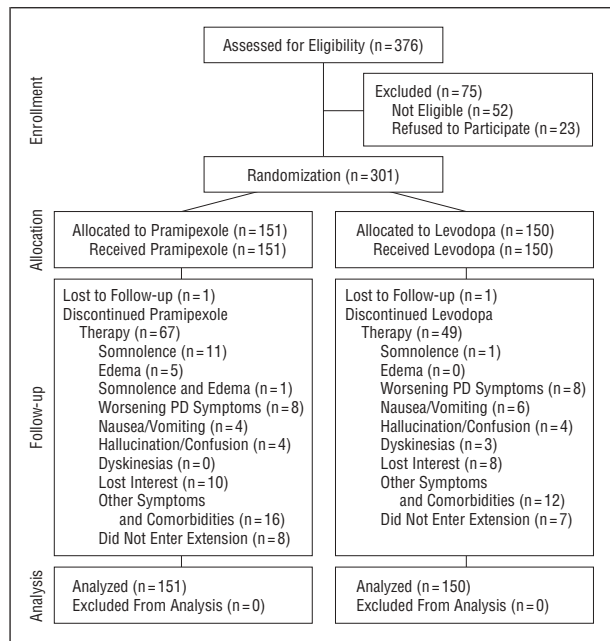 Assessed for Eligibility (n=376)
Enrollment
Excluded (n=75)
Not Eligible (n=52)
Refused to Participate (n=23)
Randomization (n=301)
Allocation
Allocated to Pramipexole (n=151)
Received Pramipexole (n=151)
Allocated to Levodopa (n=150)
Received Levodopa (n=150)
Follow-up
Lost to Follow-up (n=1)
Discontinued Pramipexole
Therapy (n=67)
Somnolence (n=11)
Edema (n=5)
Somnolence and Edema (n=1)
Worsening PD Symptoms (n=8)
Nausea/Vomiting (n=4)
Hallucination/Confusion (n=4)
Dyskinesias (n=0)
Lost Interest (n=10)
Other Symptoms
and Comorbidities (n=16)
Did Not Enter Extension (n=8)
Lost to Follow-up (n=1)
Discontinued Levodopa
Therapy (n=49)
Somnolence (n=1)
Edema (n=0)
Worsening PD Symptoms (n=8)
Nausea/Vomiting (n=6)
Hallucination/Confusion (n=4)
Dyskinesias (n=3)
Lost Interest (n=8)
Other Symptoms
and Comorbidities (n=12)
Did Not Enter Extension (n=7)
Analysis
Analyzed (n=151)
Excluded From Analysis (n=0)
Analyzed (n=150)
Excluded From Analysis (n=0)